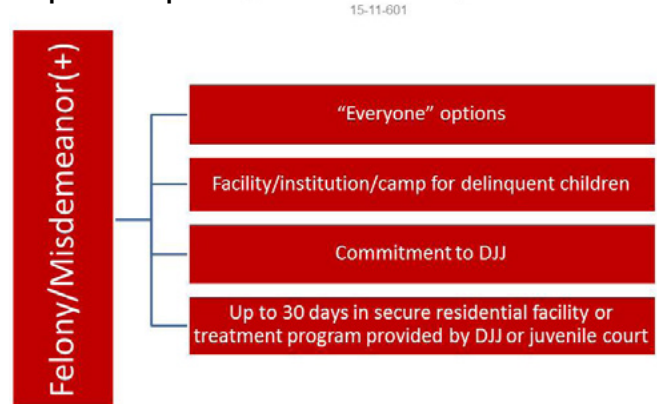 15-11-601
Felony/Misdemeanor(+)
“Everyone” options
Facility/institution/camp for delinquent children
Commitment to DJJ
Up to 30 days in secure residential facility or
treatment program provided by DJJ or juvenile court